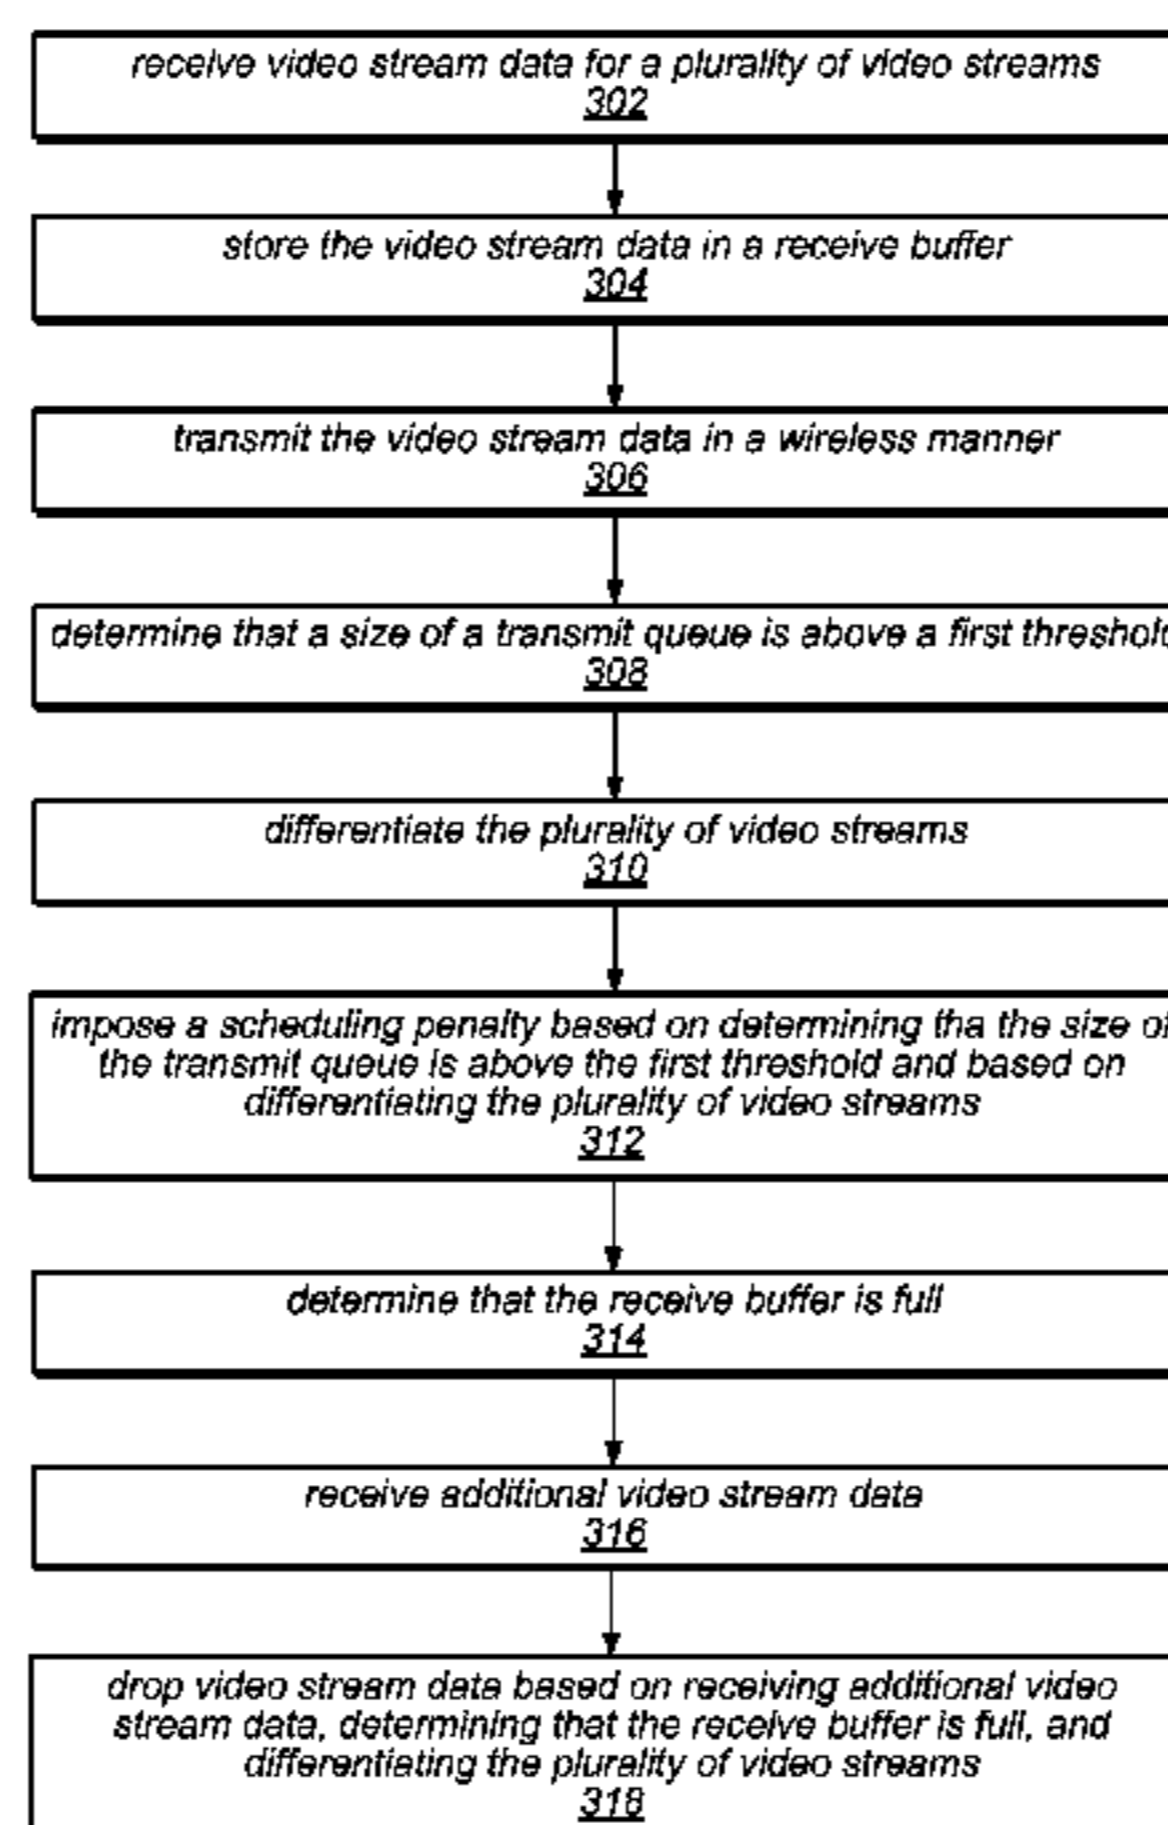 receive video stream data for a plurality of video streams
302
store the video stream data in a receive buffer
304
transmit the video stream data in a wireless manner
306
determine that a size of a transmit queue is above a first threshold
308
differentiate the plurality of video streams
310
impose a scheduling penalty based on determining tha the size of
the transmit queue is above the first threshold and based on
differentiating the plurality of video streams
312
determine that the receive buffer is full
314
receive additional video stream data
316
drop video stream data based on receiving additional video
stream data, determining that the receive buffer is full, and
differentiating the plurality of video streams
318